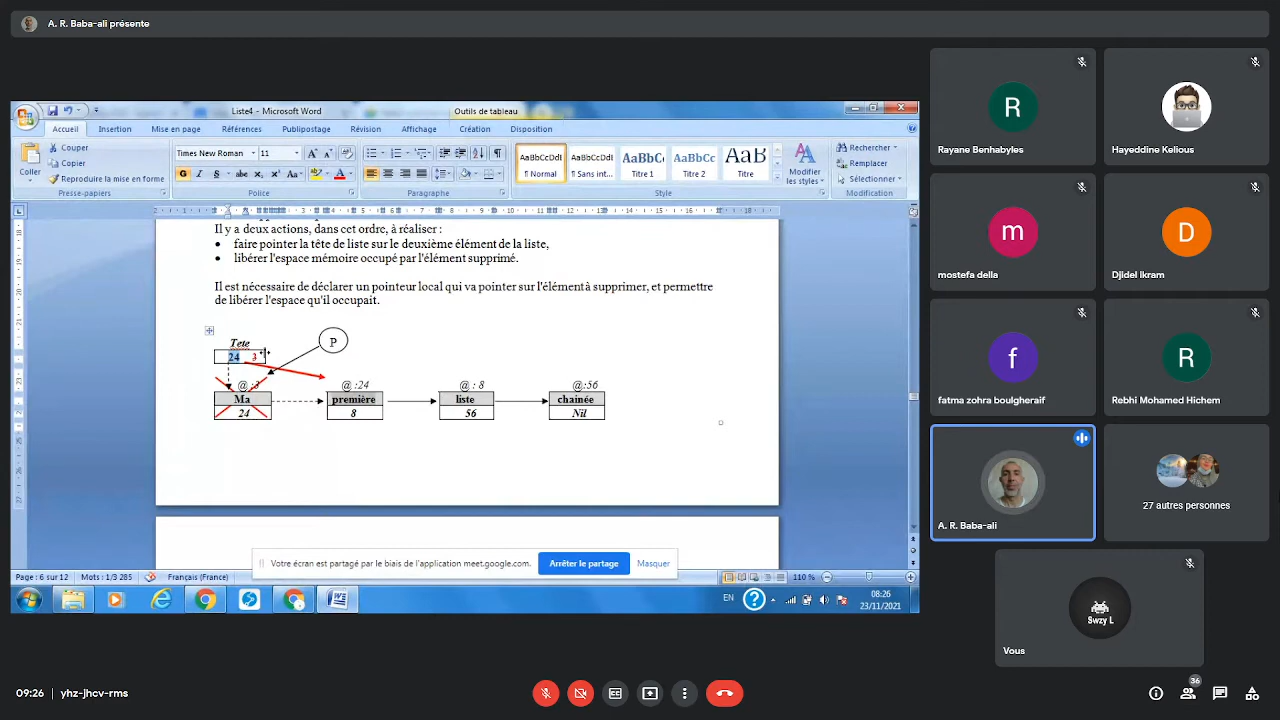 A. R. Baba-ali présente
Liste4 - Microsoft Word
Outils de tableau
Accueil
Insertion
Mise en page
Références
Publipostage
Révision
Affichage
Création
Disposition
Coller
Couper
Copier
Reproduire la mise en forme
Presse-papiers
Times New Roman
11
Police
Paragraphe
AaBbCcDdI
¶ Normal
AaBbCcDdI
¶ Sans int...
AaBbC
Titre 1
AaBbCc
Titre 2
AaB
Titre
Modifier
les styles
Style
Rechercher
Remplacer
Sélectionner
Modification
Il y a deux actions, dans cet ordre, à réaliser :
• faire pointer la tête de liste sur le deuxième élément de la liste,
• libérer l'espace mémoire occupé par l'élément supprimé.
Il est nécessaire de déclarer un pointeur local qui va pointer sur l'élément à supprimer, et permettre
de libérer l'espace qu'il occupait.
Tete
24 3
P
@ :3
@ :24
@ : 8
@ :56
Ma
première
liste
chainée
24
8
56
Nil
Votre écran est partagé par le biais de l'application meet.google.com.
Arrêter le partage
Masquer
Page : 6 sur 12
Mots : 1/3 285
Français (France)
110 %
EN
08:26
23/11/2021
R
Rayane Benhabyles
Hayeddine Kelious
m
mostefa della
D
Djidel Ikram
f
fatma zohra boulgheraif
R
Rebhi Mohamed Hichem
A. R. Baba-ali
27 autres personnes
Swzy L
Vous
09:26
yhz-jhcv-rms
36